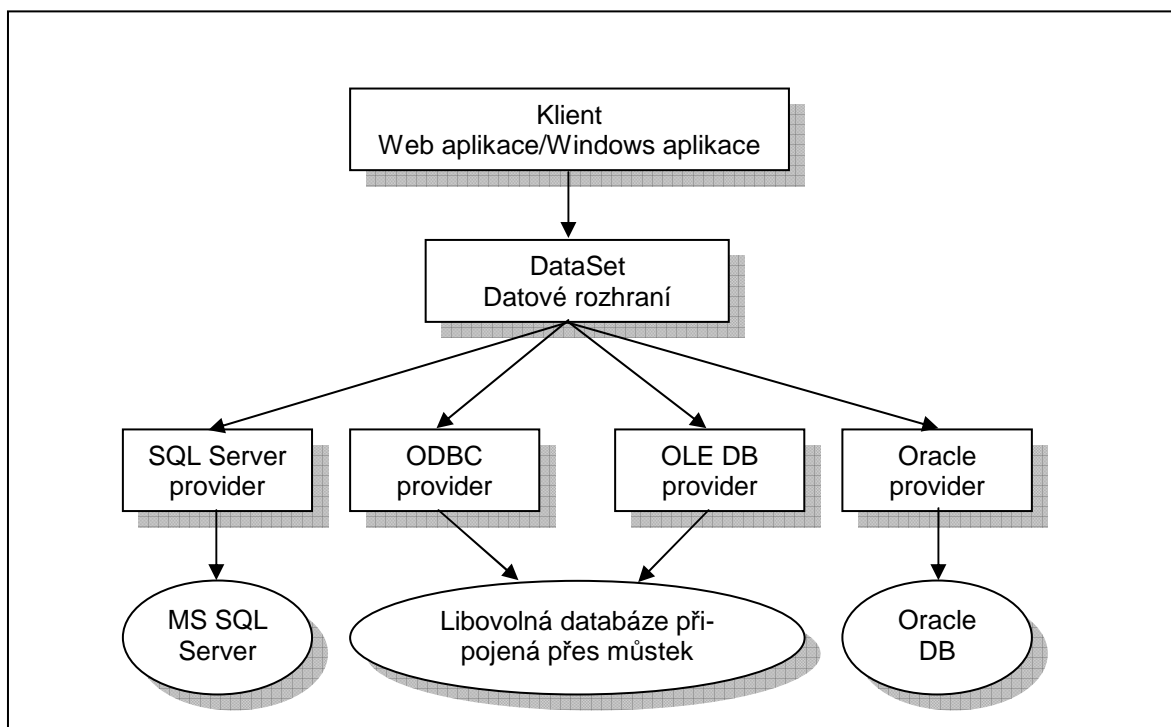 Klient
Web aplikace/Windows aplikace
DataSet
Datové rozhraní
SQL Server
provider
ODBC
provider
OLE DB
provider
Oracle
provider
MS SQL
Server
Libovolná databáze při-
pojená přes můstek
Oracle
DB